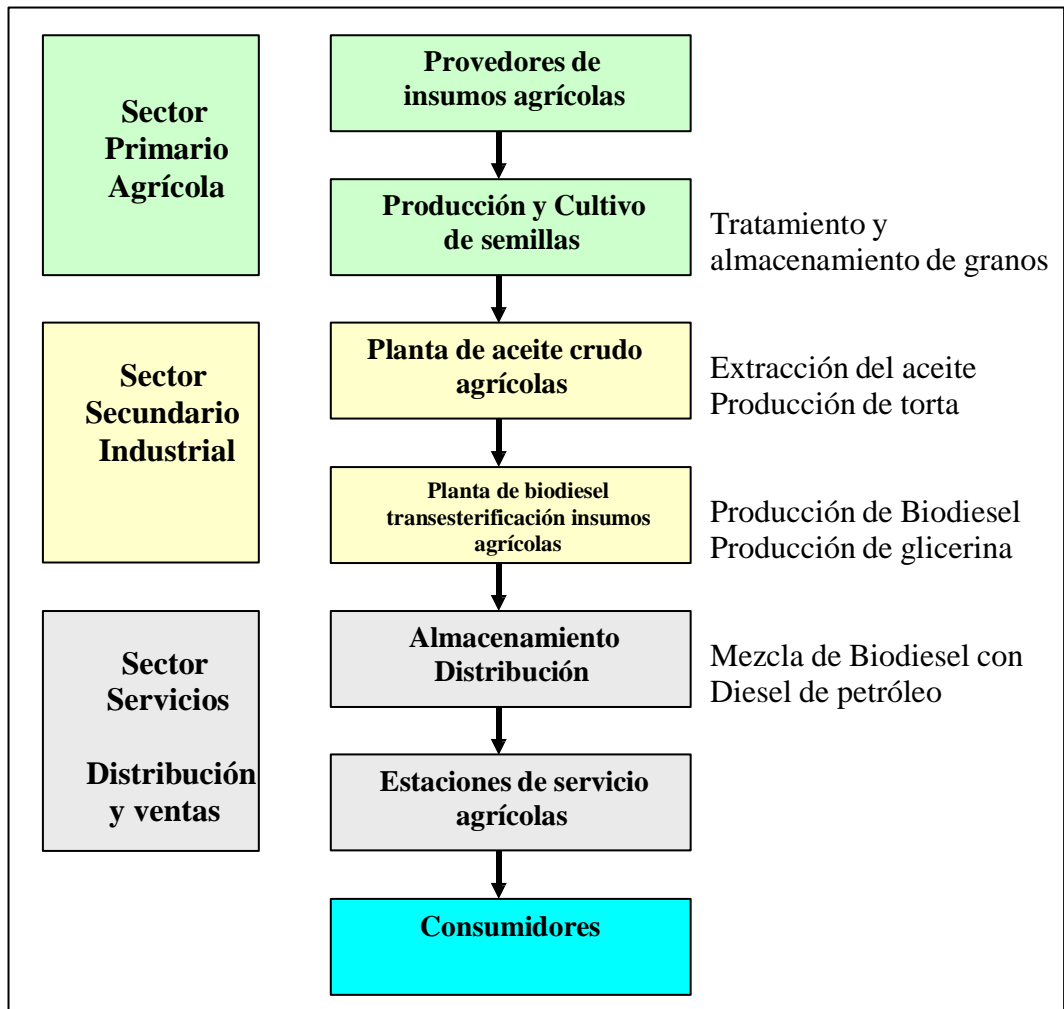 Provedores de
insumos agrícolas
Sector
Primario
Agrícola
Producción y Cultivo
de semillas
Tratamiento y
almacenamiento de granos
Planta de aceite crudo
agrícolas
Sector
Secundario
Industrial
Extracción del aceite
Producción de torta
Planta de biodiesel
transesterificación insumos
agrícolas
Producción de Biodiesel
Producción de glicerina
Almacenamiento
Distribución
Sector
Servicios
Distribución
y ventas
Mezcla de Biodiesel con
Diesel de petróleo
Estaciones de servicio
agrícolas
Consumidores